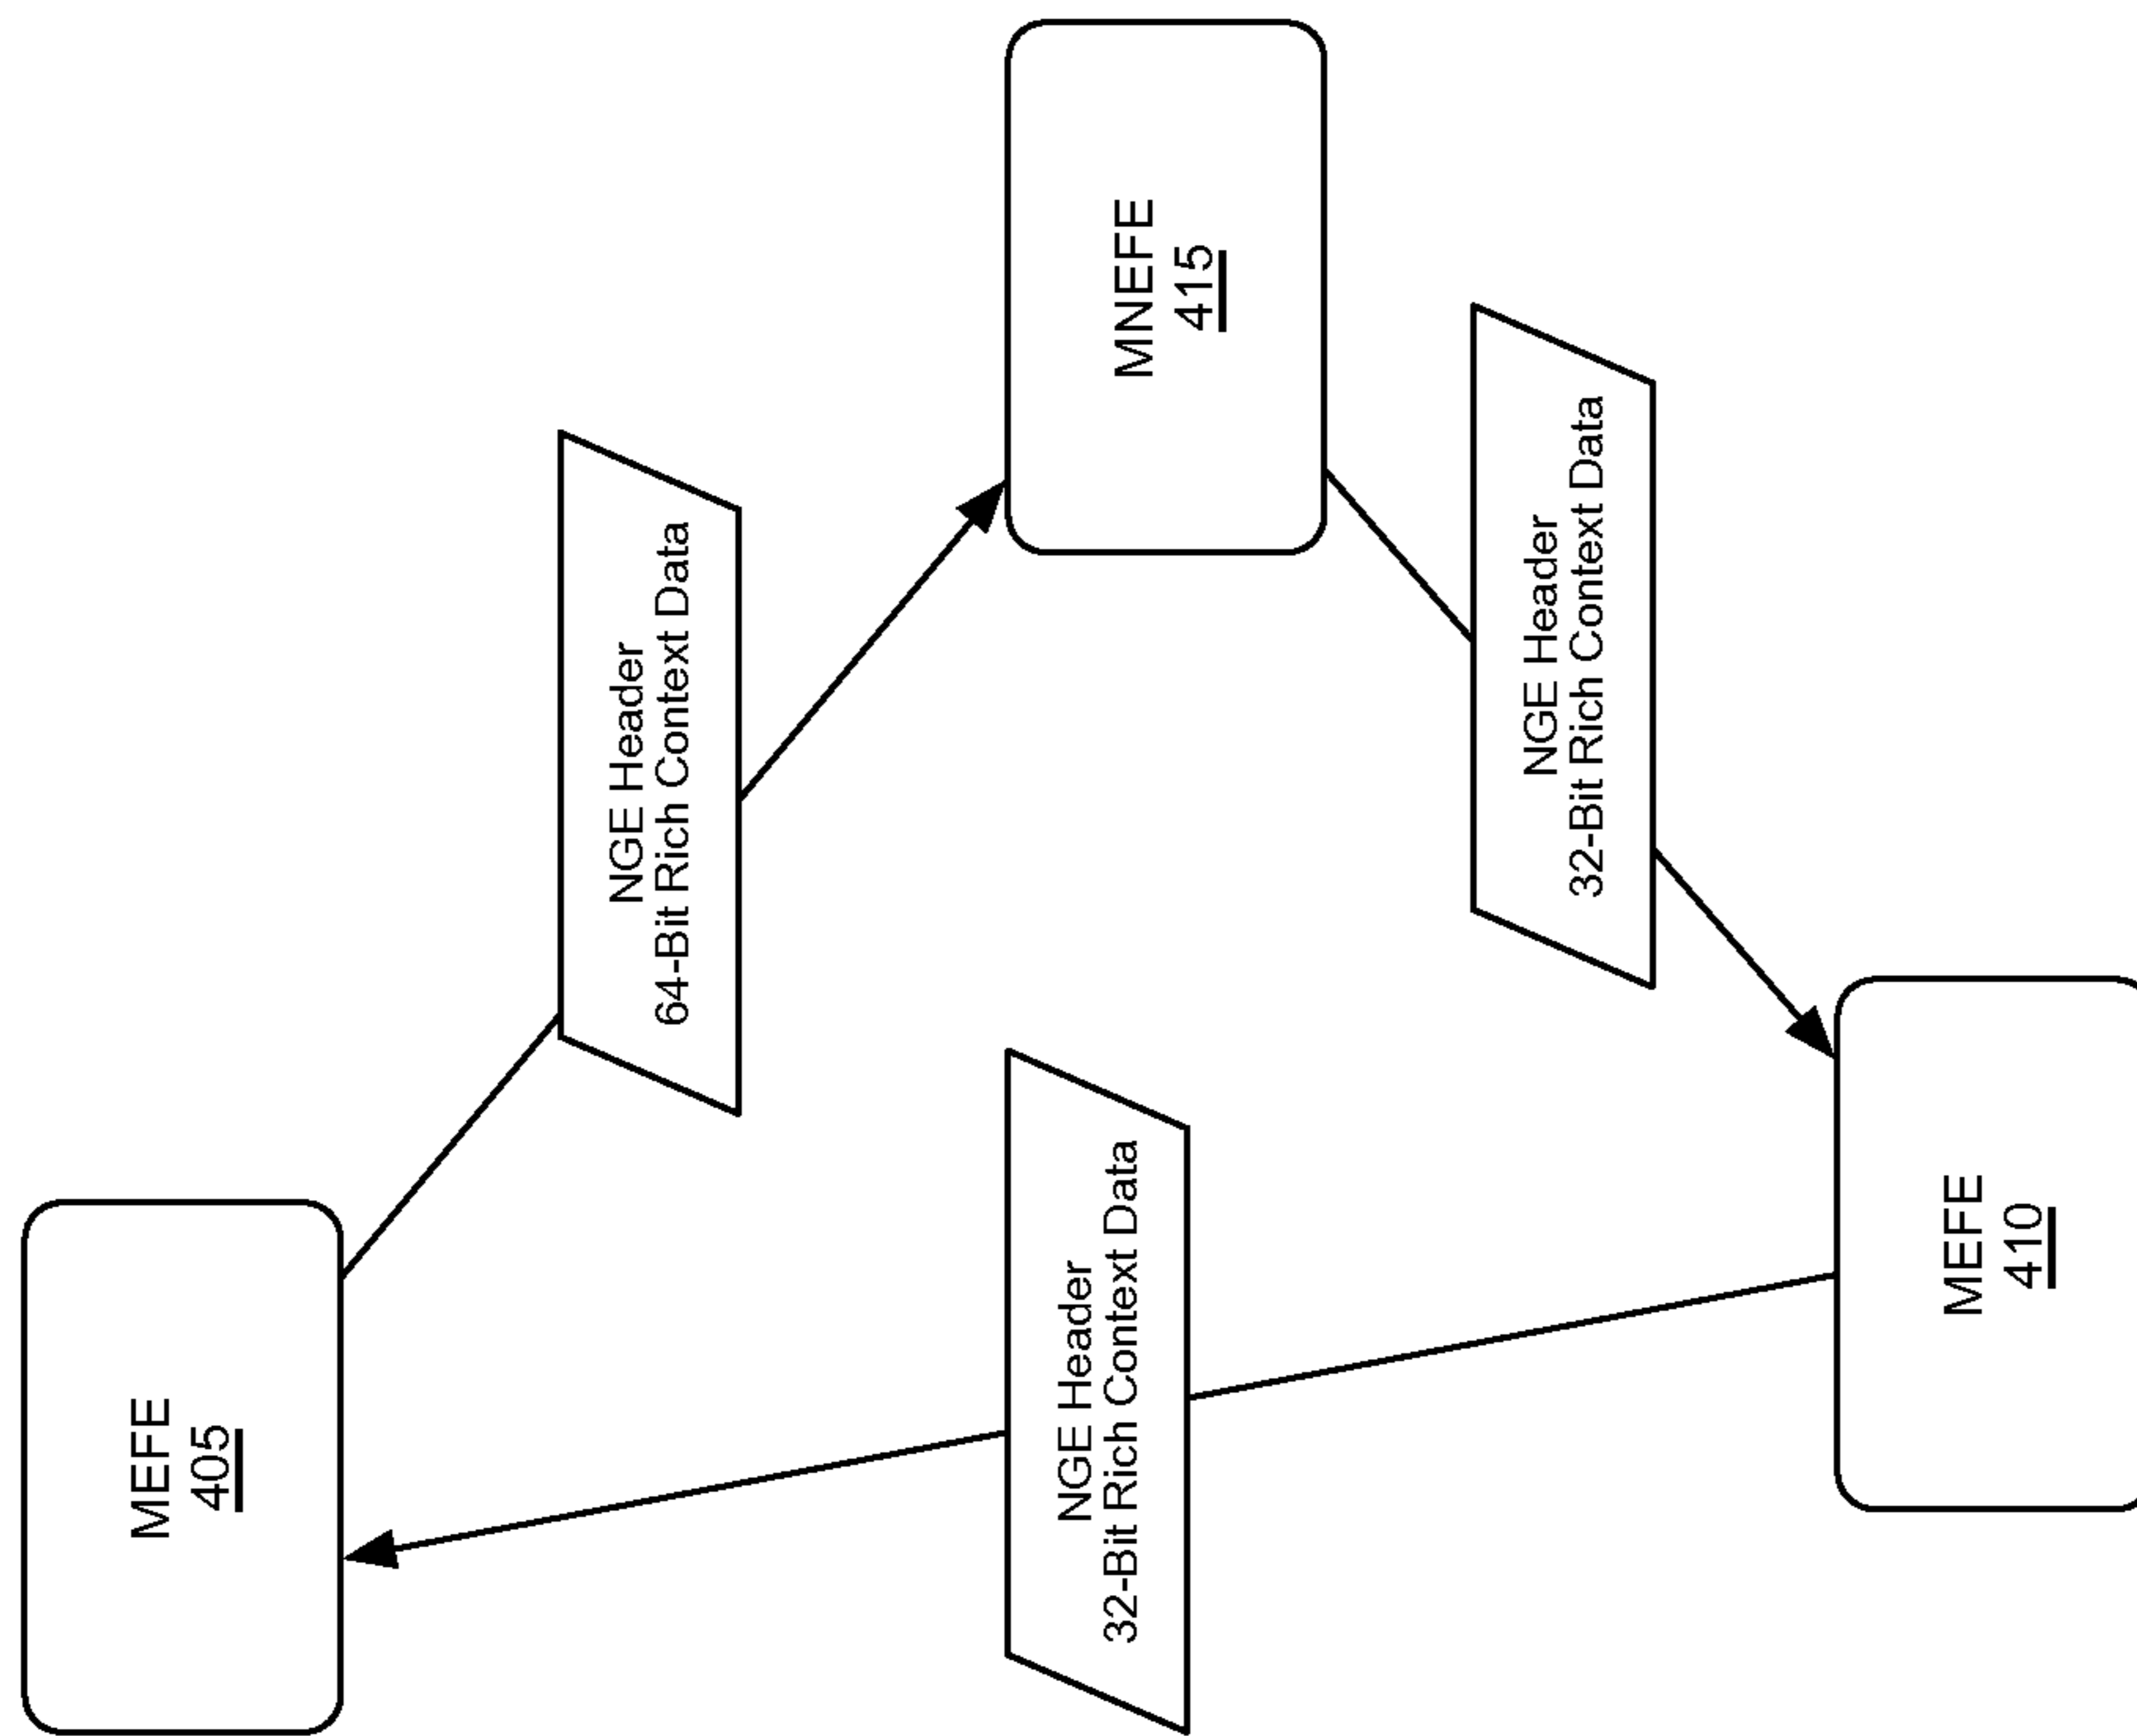 MEFE
405
NGE Header
64-Bit Rich Context Data
MNEFE
415
NGE Header
32-Bit Rich Context Data
NGE Header
32-Bit Rich Context Data
MEFE
410